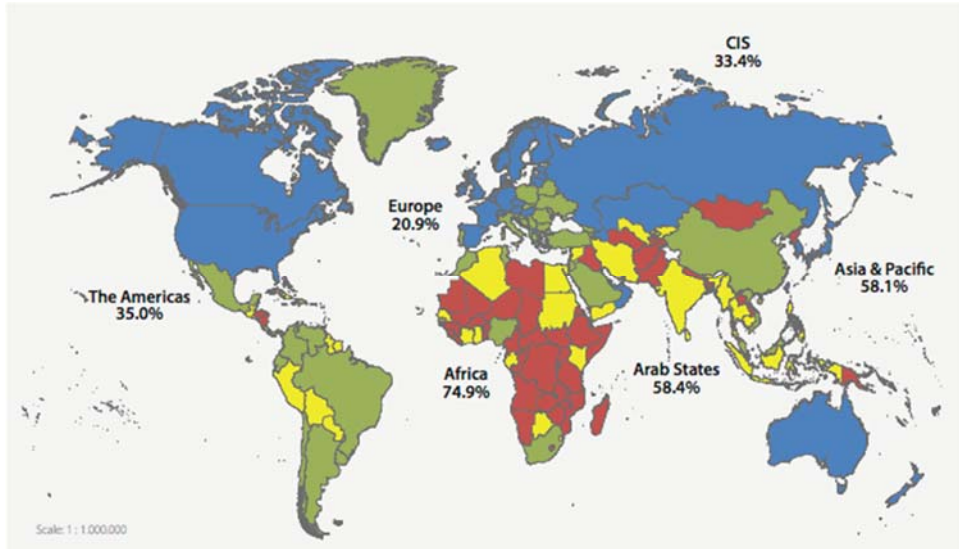 CIS
33.4%
Europe
20.9%
The Americas
35.0%
Asia & Pacific
58.1%
Africa
74.9%
Arab States
58.4%
Scale: 1 : 1.000.000